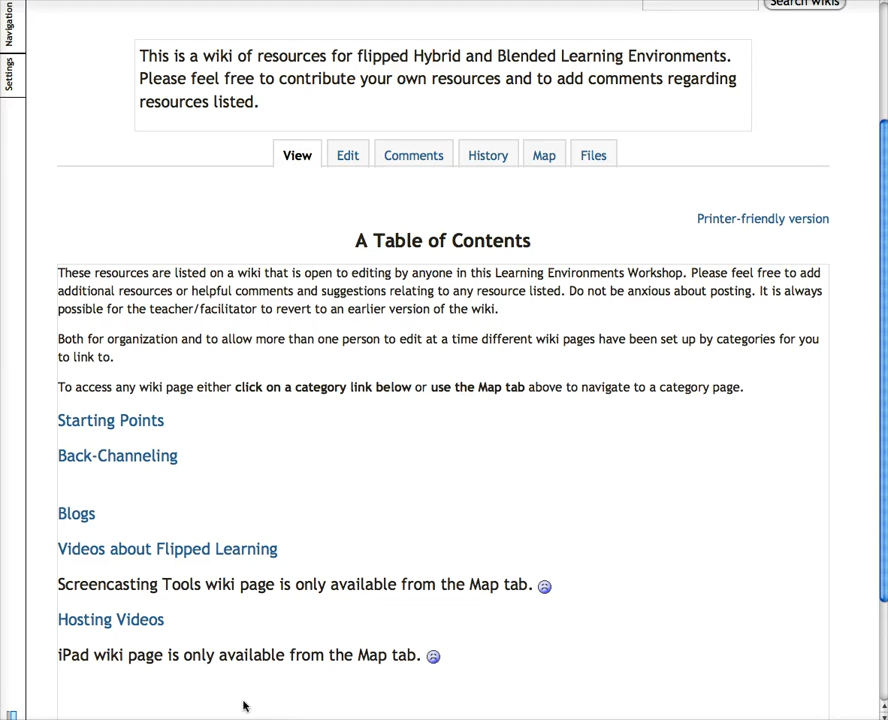 Search wikis
Navigation
Settings
This is a wiki of resources for flipped Hybrid and Blended Learning Environments.
Please feel free to contribute your own resources and to add comments regarding
resources listed.
View Edit Comments History Map Files
Printer-friendly version
A Table of Contents
These resources are listed on a wiki that is open to editing by anyone in this Learning Environments Workshop. Please feel free to add
additional resources or helpful comments and suggestions relating to any resource listed. Do not be anxious about posting. It is always
possible for the teacher/facilitator to revert to an earlier version of the wiki.
Both for organization and to allow more than one person to edit at a time different wiki pages have been set up by categories for you
to link to.
To access any wiki page either click on a category link below or use the Map tab above to navigate to a category page.
Starting Points
Back-Channeling
Blogs
Videos about Flipped Learning
Screencasting Tools wiki page is only available from the Map tab.
Hosting Videos
iPad wiki page is only available from the Map tab.